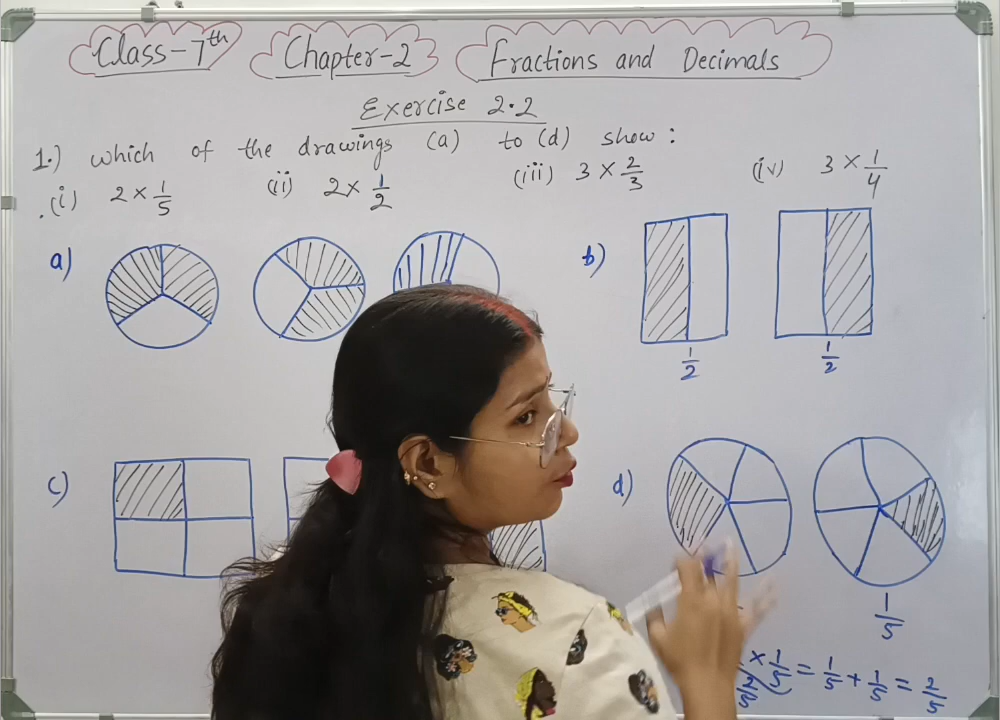 Class-7th Chapter-2 Fractions and Decimals
Exercise 2.2
1.) which of the drawings (a) to (d) show:
(i) 2 × 1/5 (ii) 2 × 1/2 (iii) 3 × 2/3 (iv) 3 × 1/4
a) b)
1/2 1/2
c) d)
1/5
× 1/5 = 1/5 + 1/5 = 2/5